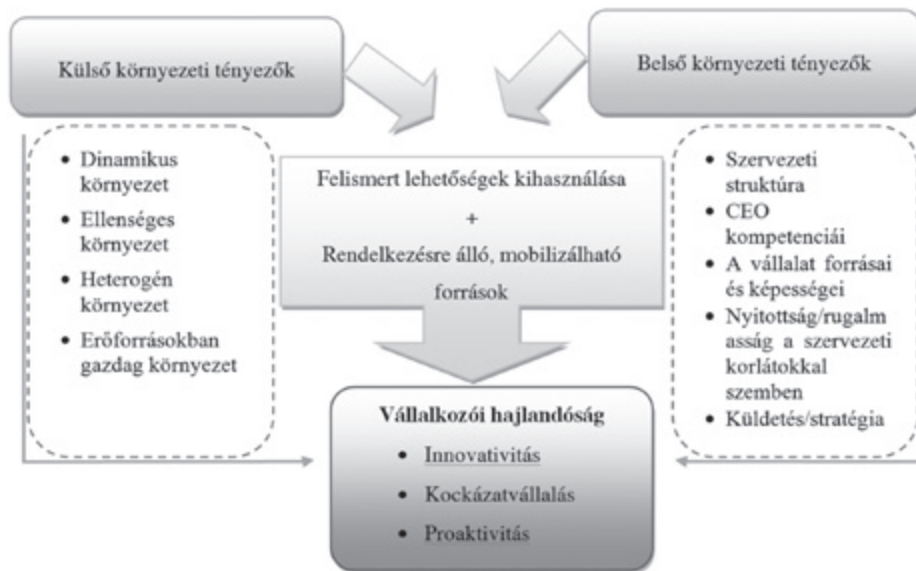 Külső környezeti tényezők
Belső környezeti tényezők
• Dinamikus
környezet
• Ellenséges
környezet
• Heterogén
környezet
• Erőforrásokban
gazdag környezet
Felismert lehetőségek kihasználása
+
Rendelkezésre álló, mobilizálható
források
• Szervezeti
struktúra
• CEO
kompetenciái
• A vállalat forrásai
és képességei
• Nyitottság/rugalm
asság a szervezeti
korlátokkal
szemben
• Küldetés/stratégia
Vállalkozói hajlandóság
• Innovativitás
• Kockázatvállalás
• Proaktivitás